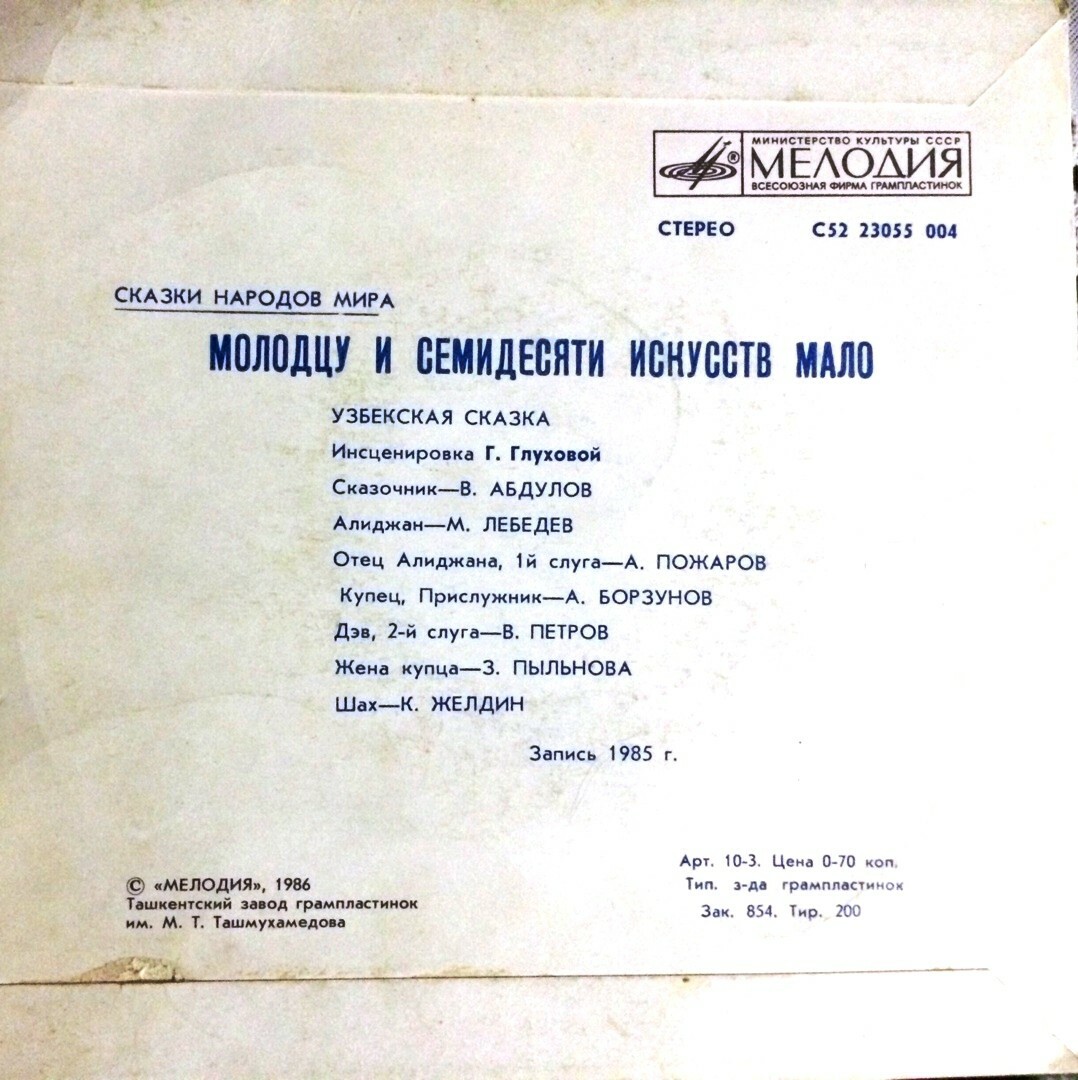 МИНИСТЕРСТВО КУЛЬТУРЫ СССР
МЕЛОДИЯ
ВСЕСОЮЗНАЯ ФИРМА ГРАМПЛАСТИНОК
®
СТЕРЕО С52 23055 004
СКАЗКИ НАРОДОВ МИРА
МОЛОДЦУ И СЕМИДЕСЯТИ ИСКУССТВ МАЛО
УЗБЕКСКАЯ СКАЗКА
Инсценировка Г. Глуховой
Сказочник—В. АБДУЛОВ
Алиджан—М. ЛЕБЕДЕВ
Отец Алиджана, 1й слуга—А. ПОЖАРОВ
Купец, Прислужник—А. БОРЗУНОВ
Дэв, 2-й слуга—В. ПЕТРОВ
Жена купца—З. ПЫЛЬНОВА
Шах—К. ЖЕЛДИН
Запись 1985 г.
Арт. 10-3. Цена 0-70 коп.
Тип. з-да грампластинок
Зак. 854. Тир. 200
© «МЕЛОДИЯ», 1986
Ташкентский завод грампластинок
им. М. Т. Ташмухамедова